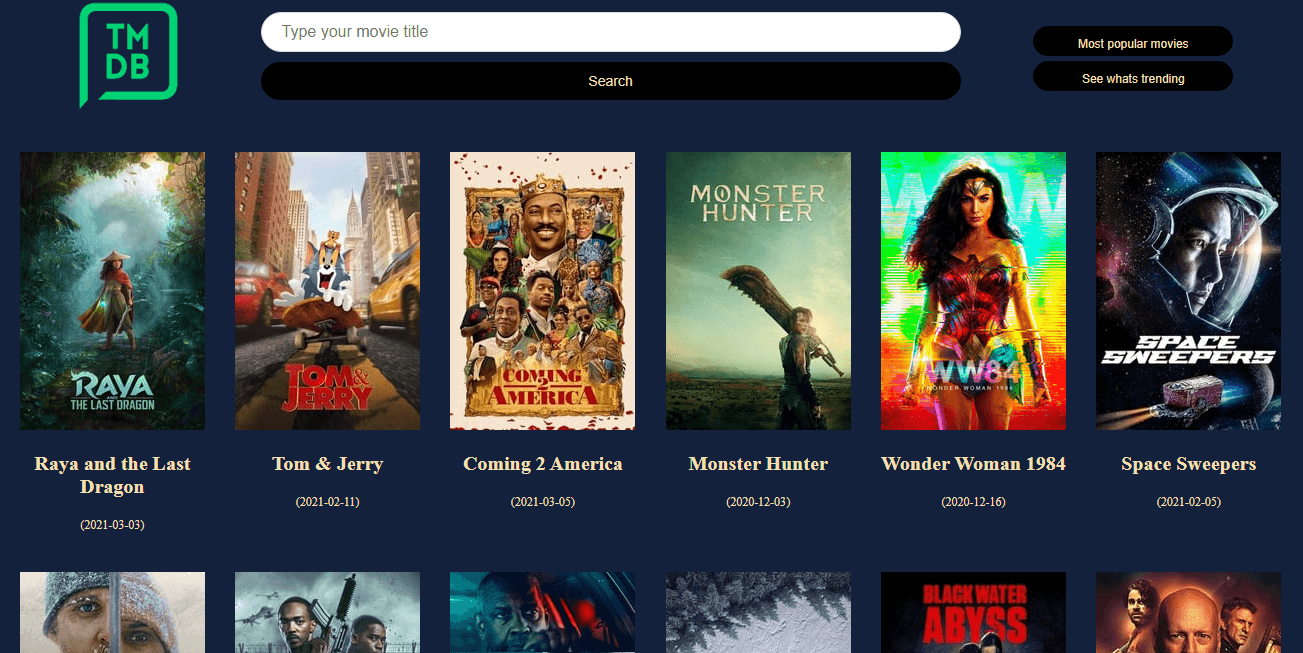 TM
DB
Type your movie title
Search
Most popular movies
See whats trending
RAYA
AND
THE LAST DRAGON
TOM &
JERRY
COMING
2
AMERICA
MONSTER
HUNTER
WW84
WONDER WOMAN 1984
SPACE
SWEEPERS
Raya and the Last
Dragon
(2021-03-03)
Tom & Jerry
(2021-02-11)
Coming 2 America
(2021-03-05)
Monster Hunter
(2020-12-03)
Wonder Woman 1984
(2020-12-16)
Space Sweepers
(2021-02-05)
BLACK WATER
ABYSS